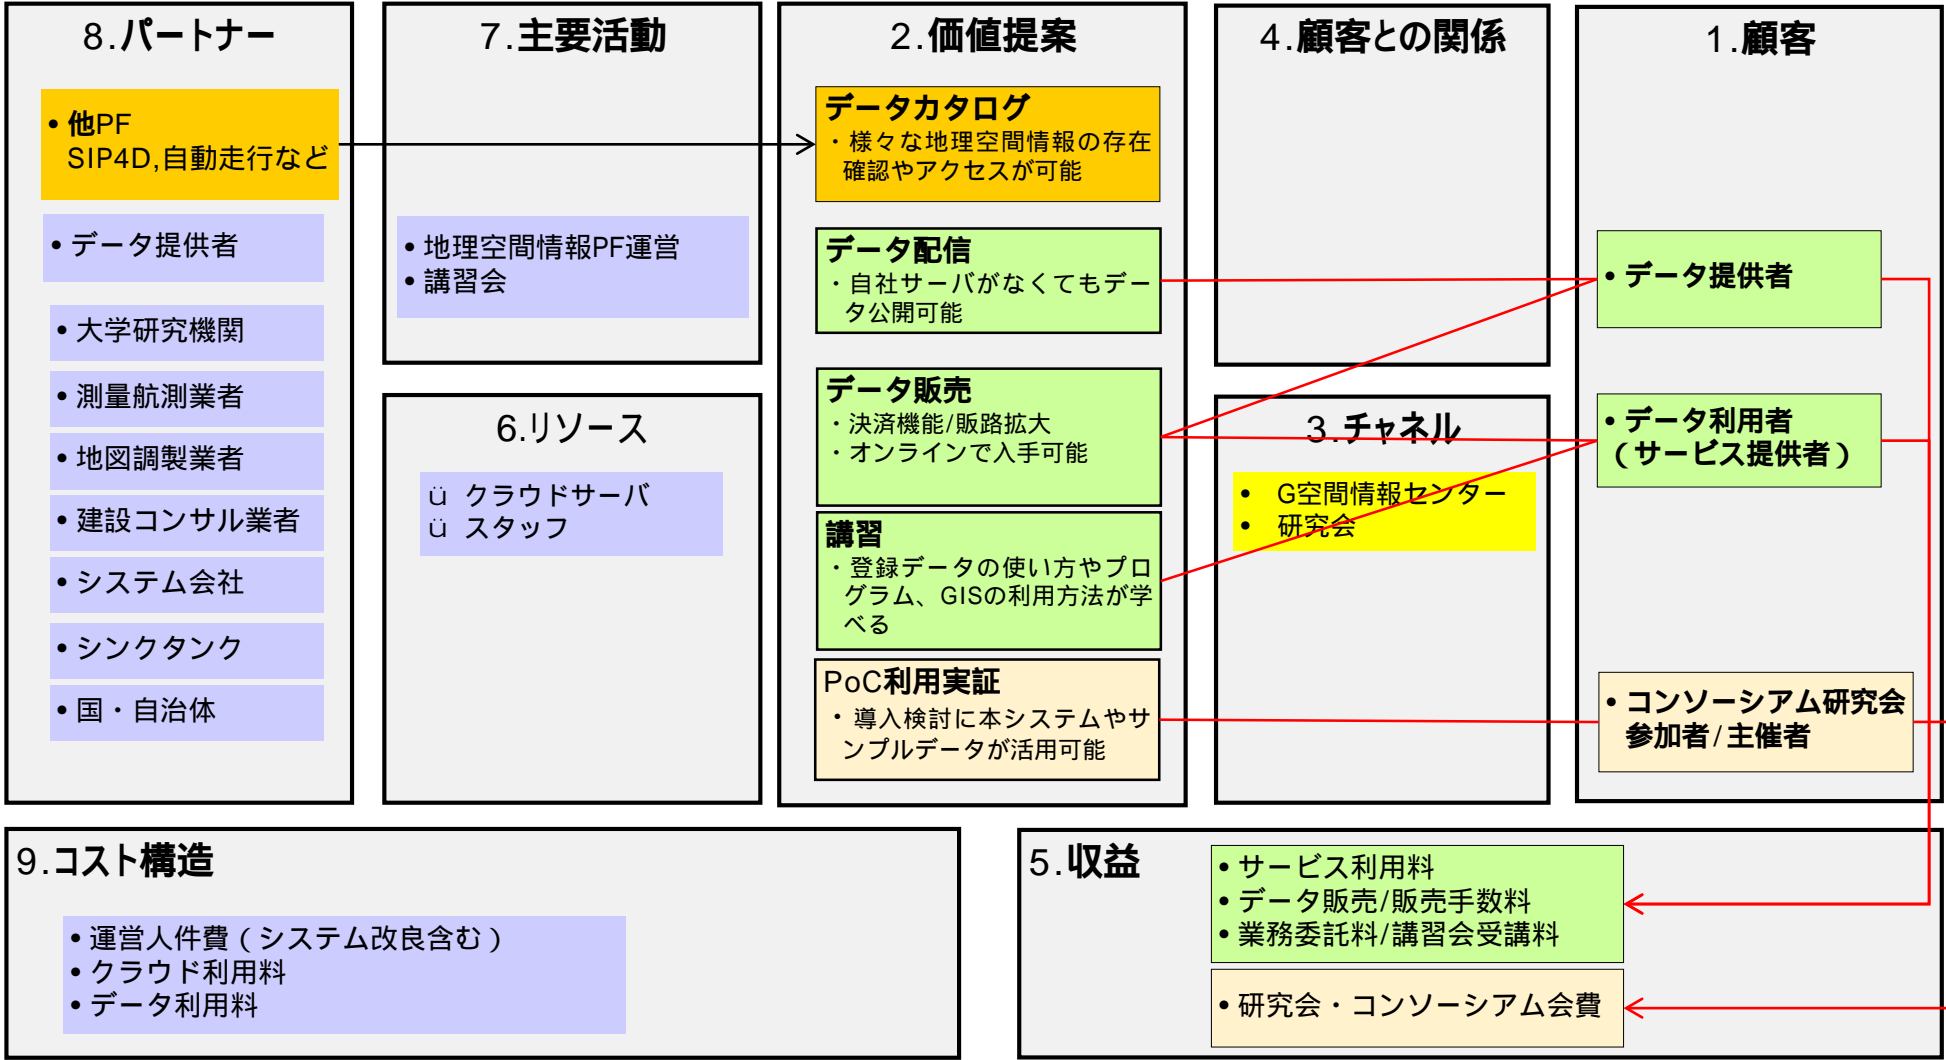 8.パートナー
• 他PF
SIP4D,自動走行など
• データ提供者
• 大学研究機関
• 測量航測業者
• 地図調製業者
• 建設コンサル業者
• システム会社
• シンクタンク
• 国・自治体
7.主要活動
• 地理空間情報PF運営
• 講習会
6.リソース
ü クラウドサーバ
ü スタッフ
2.価値提案
データカタログ
・様々な地理空間情報の存在
確認やアクセスが可能
データ配信
・自社サーバがなくてもデー
タ公開可能
データ販売
・決済機能/販路拡大
・オンラインで入手可能
講習
・登録データの使い方やプロ
グラム、GISの利用方法が学
べる
PoC利用実証
・導入検討に本システムやサ
ンプルデータが活用可能
4.顧客との関係
3.チャネル
• G空間情報センター
• 研究会
1.顧客
• データ提供者
• データ利用者
(サービス提供者)
• コンソーシアム研究会
参加者/主催者
9.コスト構造
• 運営人件費(システム改良含む)
• クラウド利用料
• データ利用料
5.収益
• サービス利用料
• データ販売/販売手数料
• 業務委託料/講習会受講料
• 研究会・コンソーシアム会費